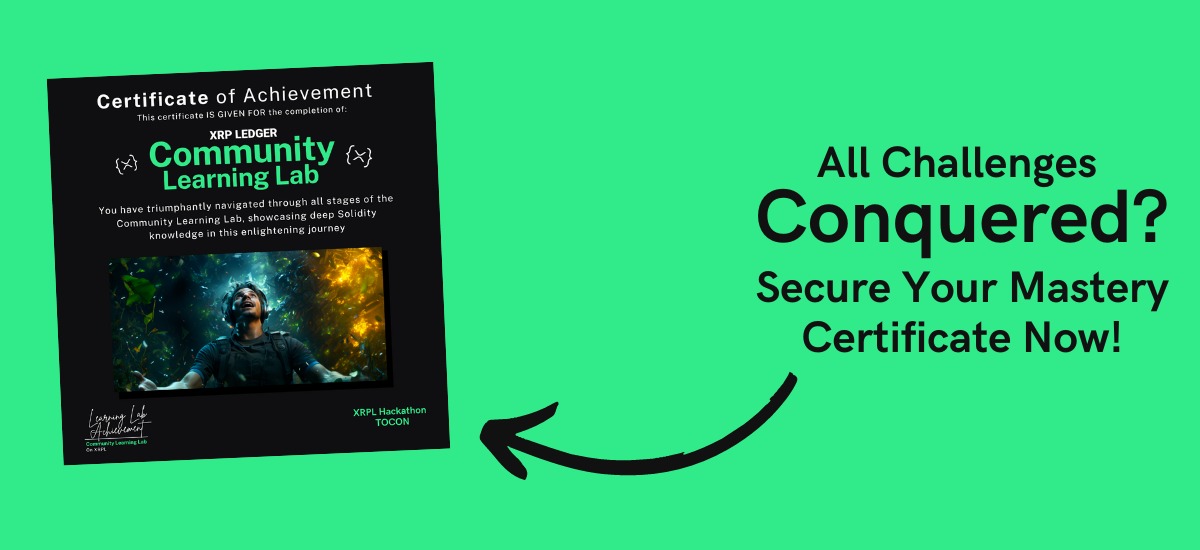 Certificate of Achievement
This certificate IS GIVEN FOR the completion of:
XRP LEDGER
Community
Learning Lab
You have triumphantly navigated through all stages of the
Community Learning Lab, showcasing deep Solidity
knowledge in this enlightening journey
Learning Lab
Achievement
Community Learning Lab
On XRPL
XRPL Hackathon
TOCON
All Challenges
Conquered?
Secure Your Mastery
Certificate Now!